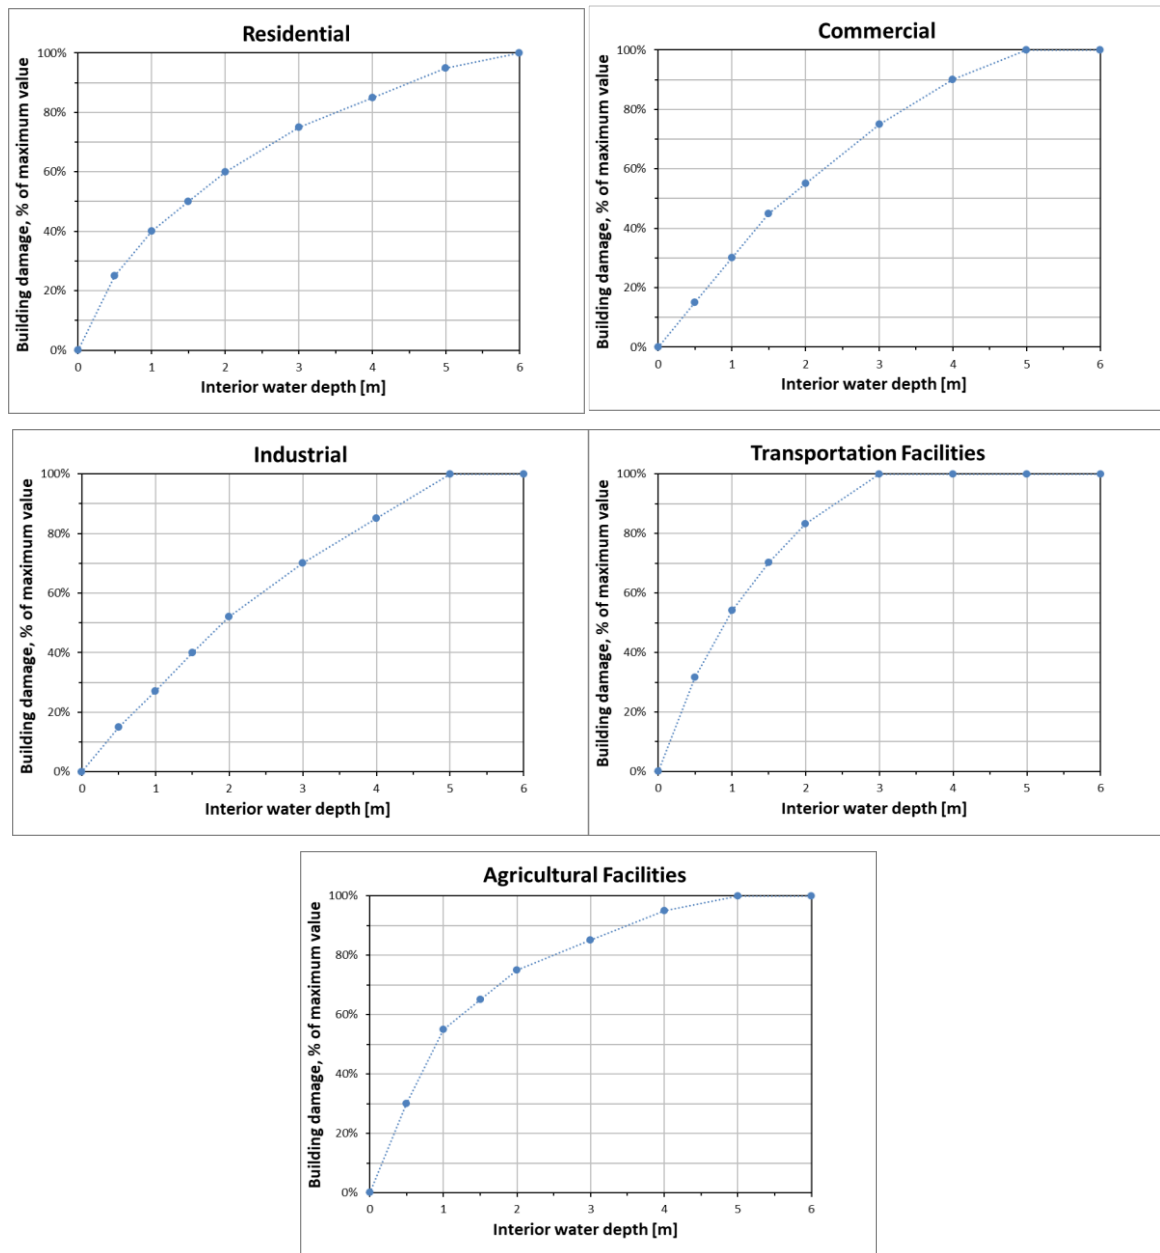 Residential
Building damage, % of maximum value
100%
80%
60%
40%
20%
0%
0 1 2 3 4 5 6
Interior water depth [m]
Commercial
Building damage, % of maximum value
100%
80%
60%
40%
20%
0%
0 1 2 3 4 5 6
Interior water depth [m]
Industrial
Building damage, % of maximum value
100%
80%
60%
40%
20%
0%
0 1 2 3 4 5 6
Interior water depth [m]
Transportation Facilities
Building damage, % of maximum value
100%
80%
60%
40%
20%
0%
0 1 2 3 4 5 6
Interior water depth [m]
Agricultural Facilities
Building damage, % of maximum value
100%
80%
60%
40%
20%
0%
0 1 2 3 4 5 6
Interior water depth [m]